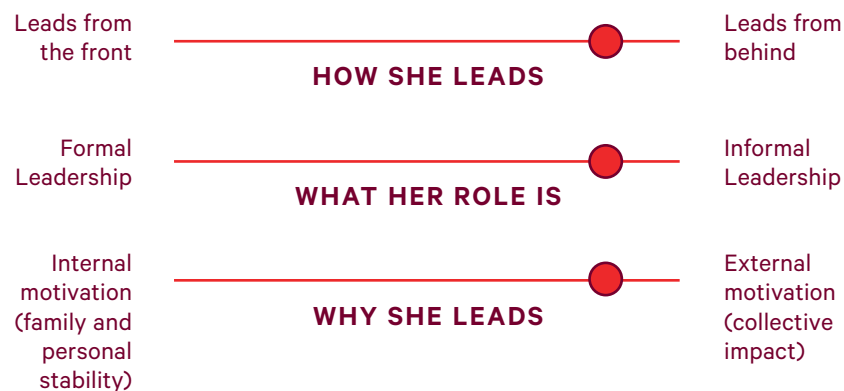 Leads from
the front
HOW SHE LEADS
Leads from
behind
Formal
Leadership
WHAT HER ROLE IS
Informal
Leadership
Internal
motivation
(family and
personal
stability)
WHY SHE LEADS
External
motivation
(collective
impact)